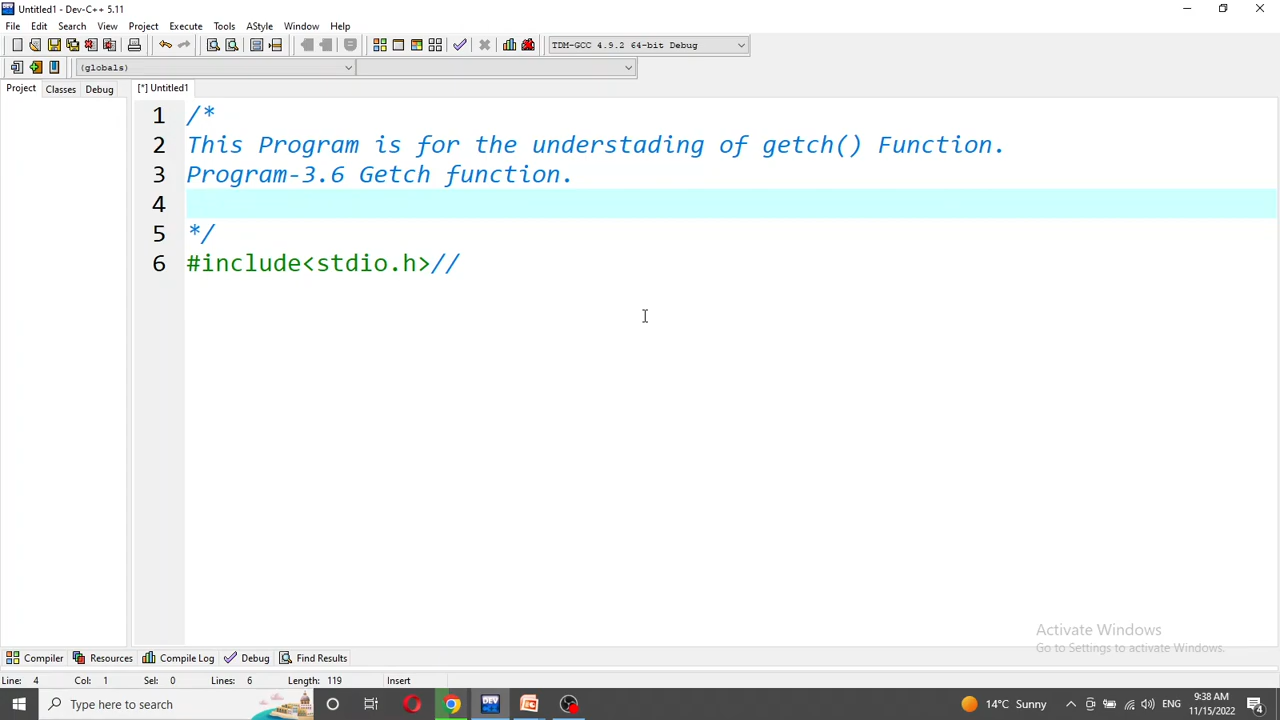 Untitled1 - Dev-C++ 5.11
File Edit Search View Project Execute Tools AStyle Window Help
TDM-GCC 4.9.2 64-bit Debug
(globals)
Project Classes Debug [*] Untitled1
1 /*
2 This Program is for the understading of getch() Function.
3 Program-3.6 Getch function.
4
5 */
6 #include<stdio.h>//
Activate Windows
Go to Settings to activate Windows.
Compiler Resources Compile Log Debug Find Results
Line: 4 Col: 1 Sel: 0 Lines: 6 Length: 119 Insert
Type here to search DEV 14°C Sunny ENG 9:38 AM
11/15/2022 4